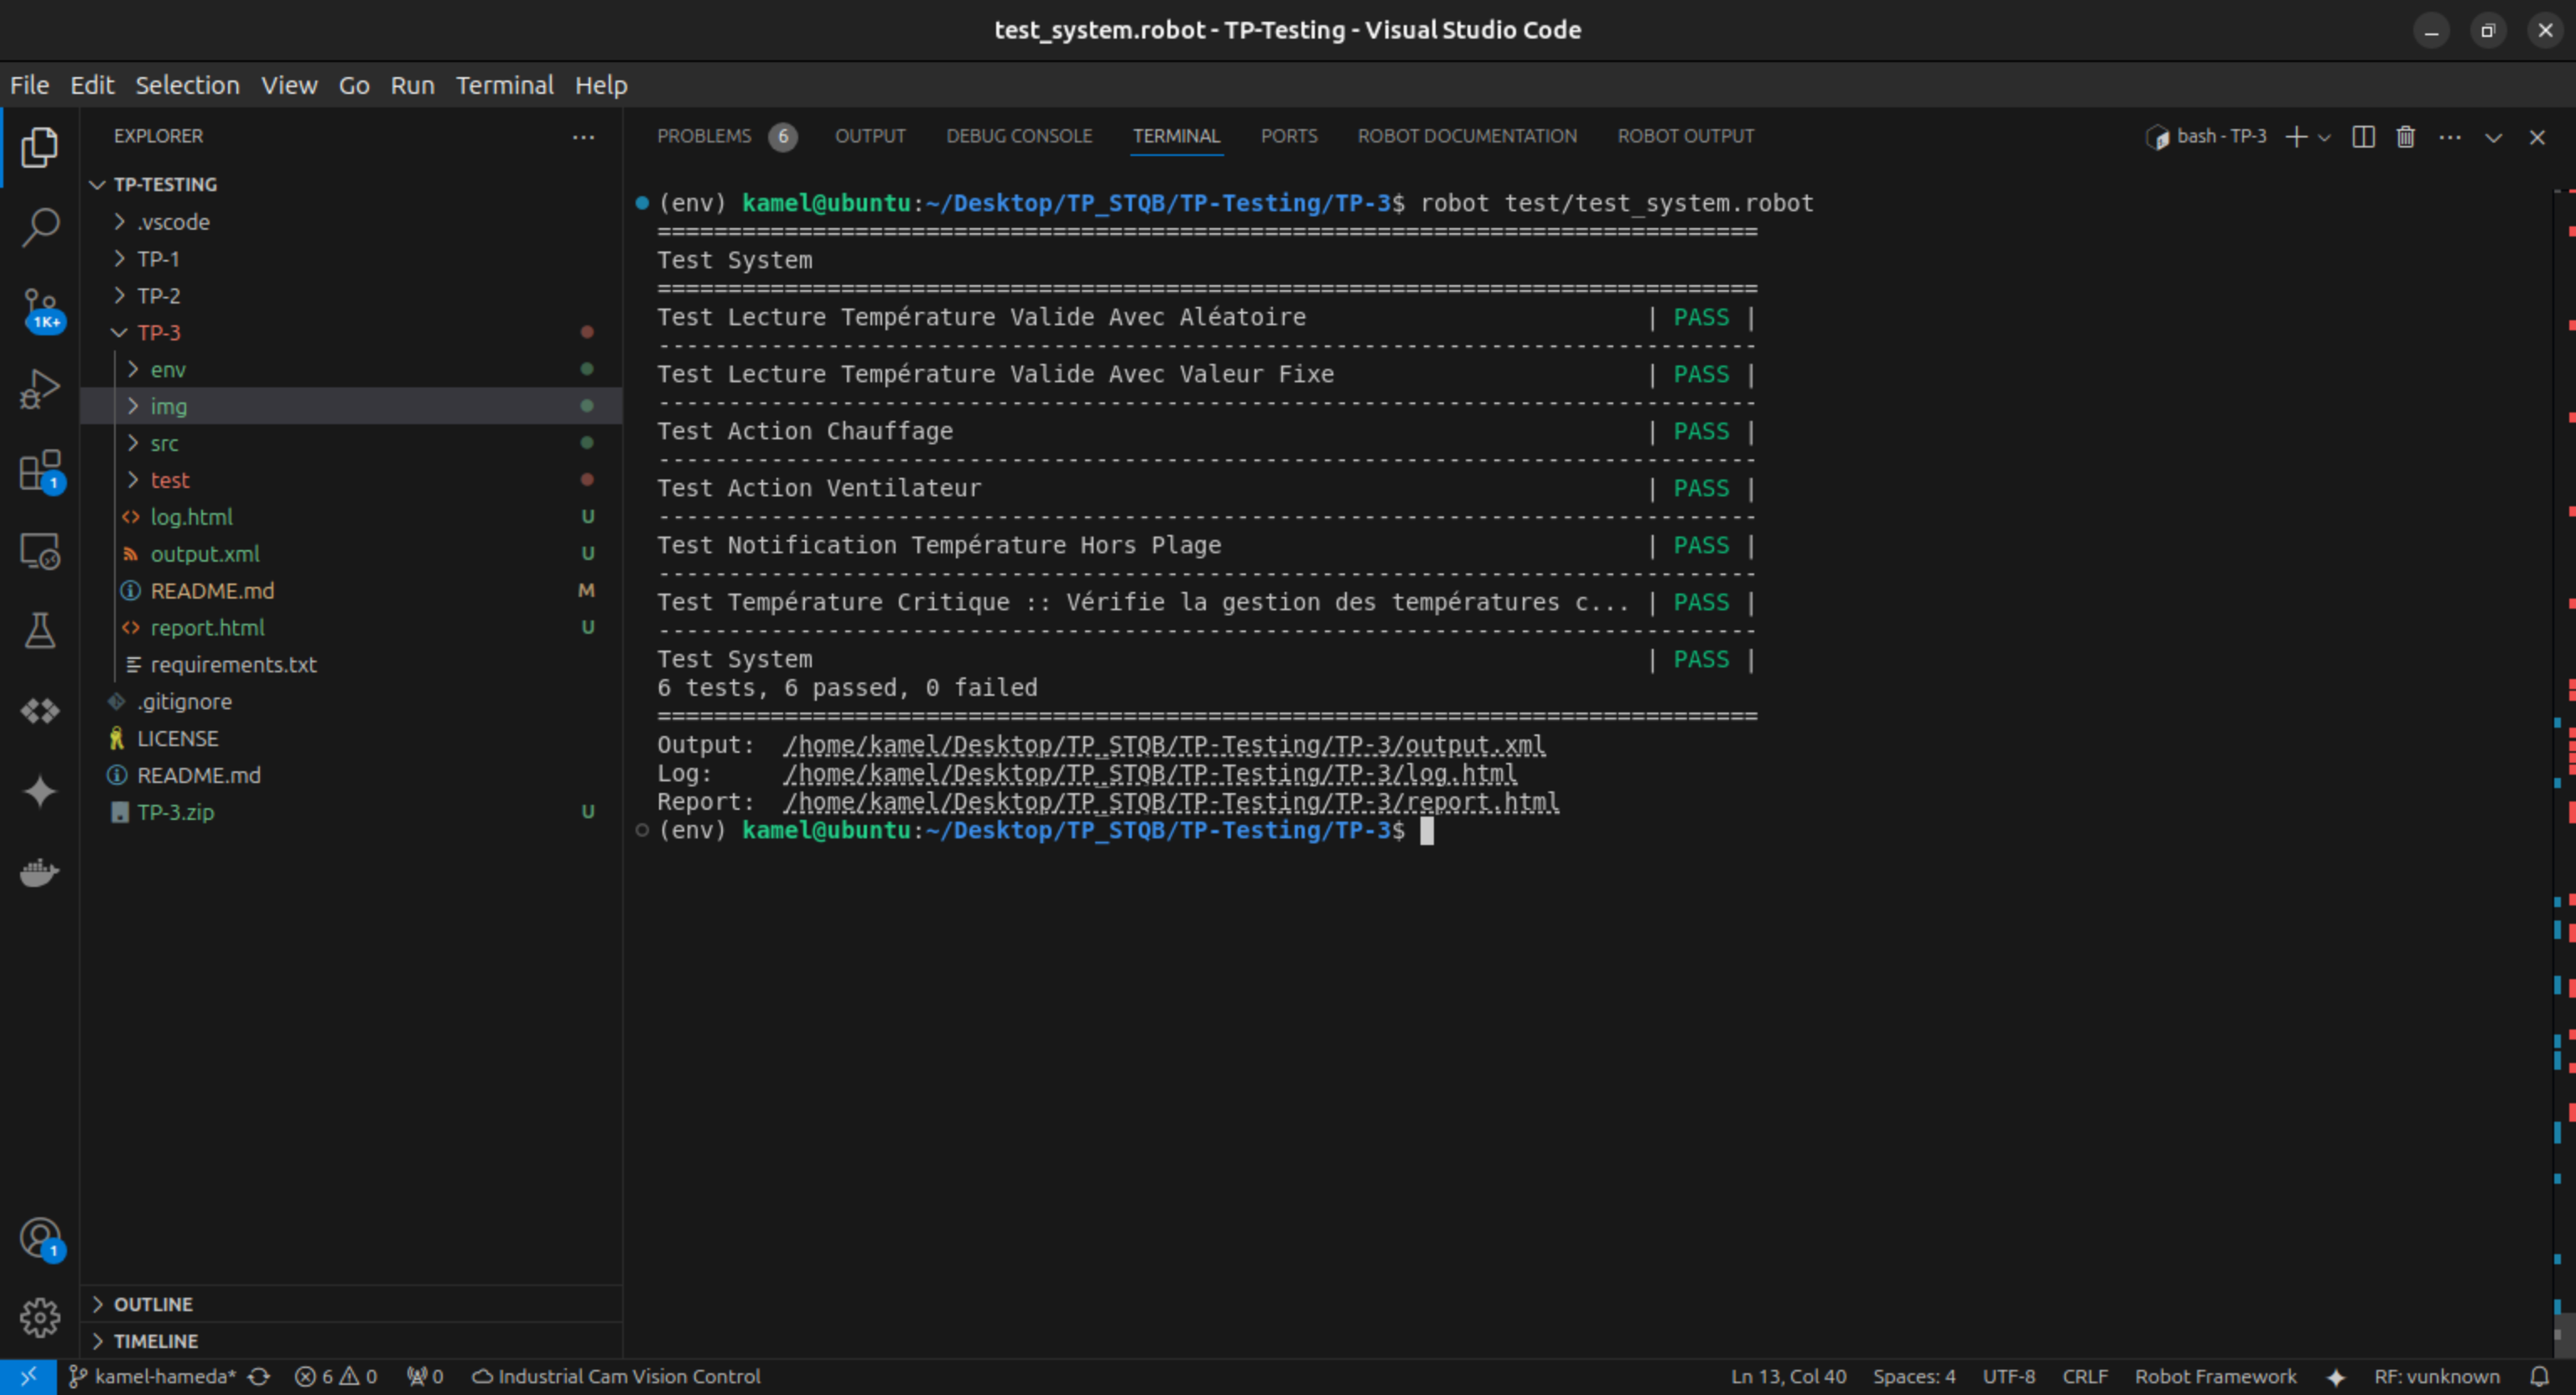 test_system.robot - TP-Testing - Visual Studio Code
File Edit Selection View Go Run Terminal Help
EXPLORER
TP-TESTING
.vscode
TP-1
TP-2
TP-3
env
img
src
test
log.html U
output.xml U
README.md M
report.html U
requirements.txt
.gitignore
LICENSE
README.md
TP-3.zip U
OUTLINE
TIMELINE
1K+
1
1
PROBLEMS 6 OUTPUT DEBUG CONSOLE TERMINAL PORTS ROBOT DOCUMENTATION ROBOT OUTPUT bash - TP-3
(env) kamel@ubuntu:~/Desktop/TP_STQB/TP-Testing/TP-3$ robot test/test_system.robot
==============================================================================
Test System
==============================================================================
Test Lecture Température Valide Avec Aléatoire | PASS |
------------------------------------------------------------------------------
Test Lecture Température Valide Avec Valeur Fixe | PASS |
------------------------------------------------------------------------------
Test Action Chauffage | PASS |
------------------------------------------------------------------------------
Test Action Ventilateur | PASS |
------------------------------------------------------------------------------
Test Notification Température Hors Plage | PASS |
------------------------------------------------------------------------------
Test Température Critique :: Vérifie la gestion des températures c... | PASS |
------------------------------------------------------------------------------
Test System | PASS |
6 tests, 6 passed, 0 failed
==============================================================================
Output: /home/kamel/Desktop/TP_STQB/TP-Testing/TP-3/output.xml
Log: /home/kamel/Desktop/TP_STQB/TP-Testing/TP-3/log.html
Report: /home/kamel/Desktop/TP_STQB/TP-Testing/TP-3/report.html
(env) kamel@ubuntu:~/Desktop/TP_STQB/TP-Testing/TP-3$
kamel-hameda* 6 0 0 Industrial Cam Vision Control Ln 13, Col 40 Spaces: 4 UTF-8 CRLF Robot Framework RF: vunknown